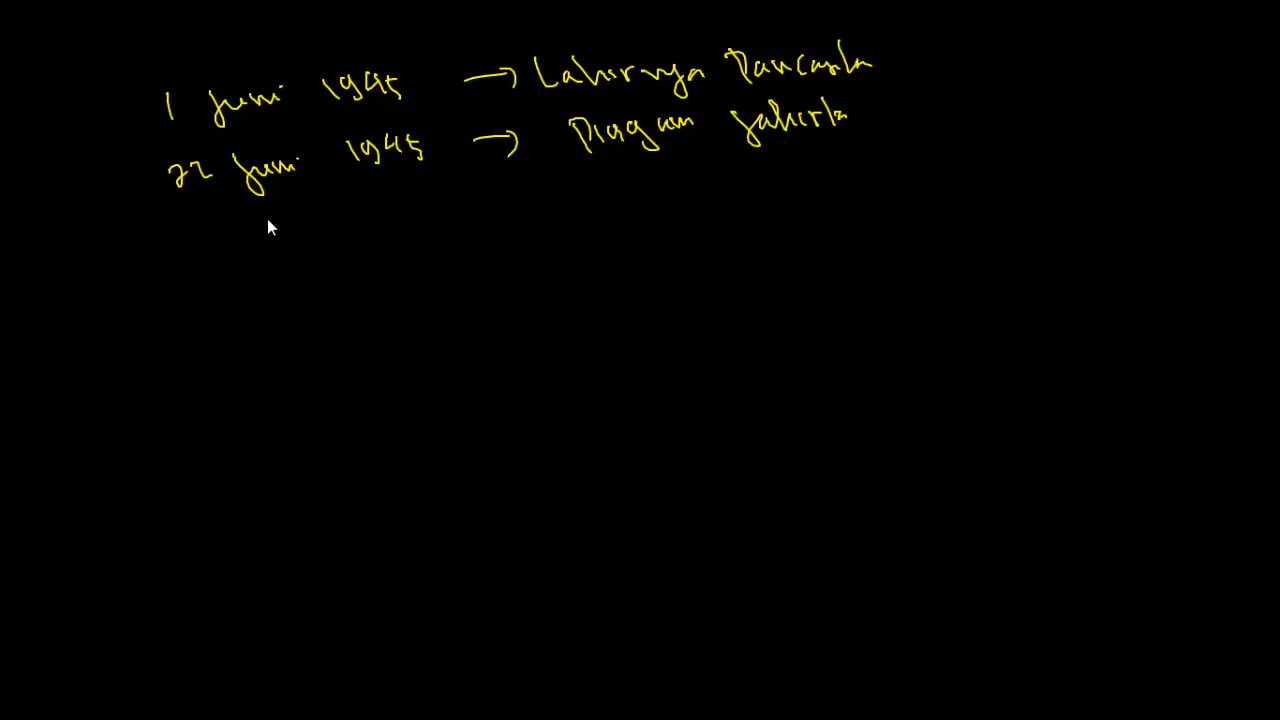 1 Juni 1945 → Lahirnya Pancasila
22 Juni 1945 → Piagam Jakarta